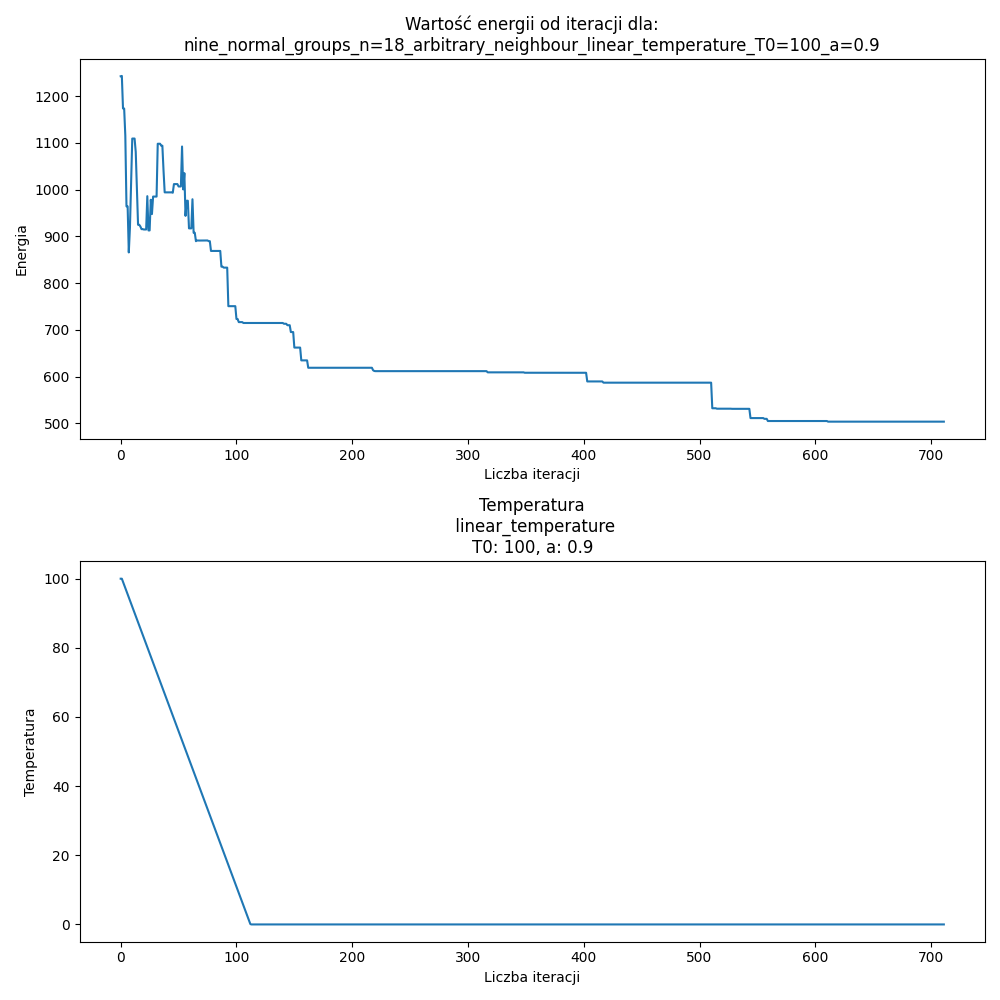 Wartość energii od iteracji dla:
nine_normal_groups_n=18_arbitrary_neighbour_linear_temperature_T0=100_a=0.9
1200
1100
1000
900
800
700
600
500
Energia
0 100 200 300 400 500 600 700
Liczba iteracji
Temperatura
linear_temperature
T0: 100, a: 0.9
100
80
60
40
20
0
Temperatura
0 100 200 300 400 500 600 700
Liczba iteracji